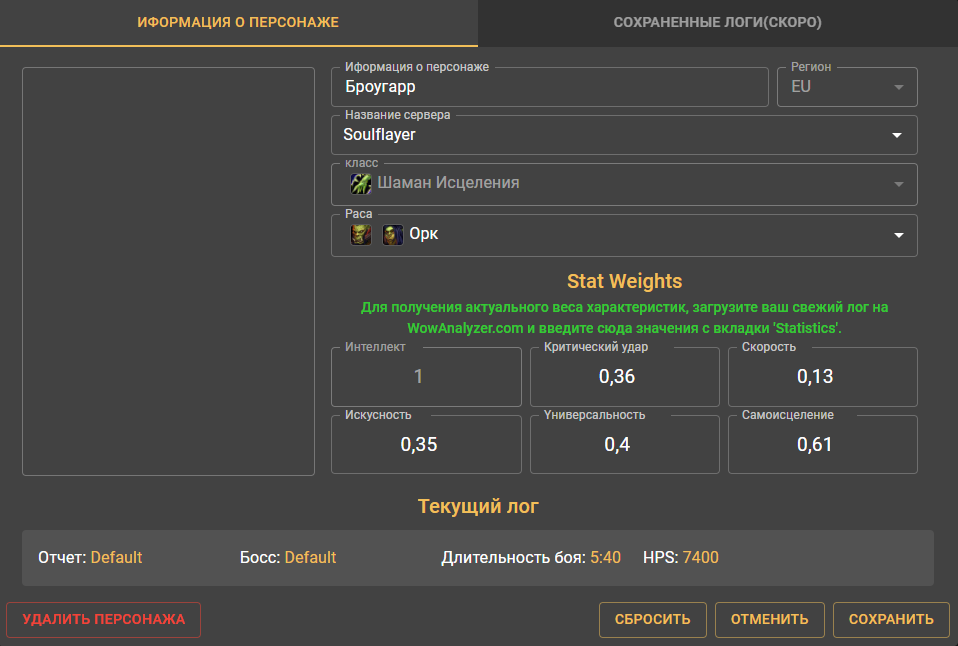 ИФОРМАЦИЯ О ПЕРСОНАЖЕ
СОХРАНЕННЫЕ ЛОГИ(СКОРО)
Иформация о персонаже
Броугарр
Регион
EU
Название сервера
Soulflayer
класс
Шаман Исцеления
Раса
Орк
Stat Weights
Для получения актуального веса характеристик, загрузите ваш свежий лог на
WowAnalyzer.com и введите сюда значения с вкладки 'Statistics'.
Интеллект
1
Критический удар
0,36
Скорость
0,13
Искусность
0,35
Yниверсальность
0,4
Самоисцеление
0,61
Текущий лог
Отчет: Default
Босс: Default
Длительность боя: 5:40
HPS: 7400
УДАЛИТЬ ПЕРСОНАЖА
СБРОСИТЬ
ОТМЕНИТЬ
СОХРАНИТЬ